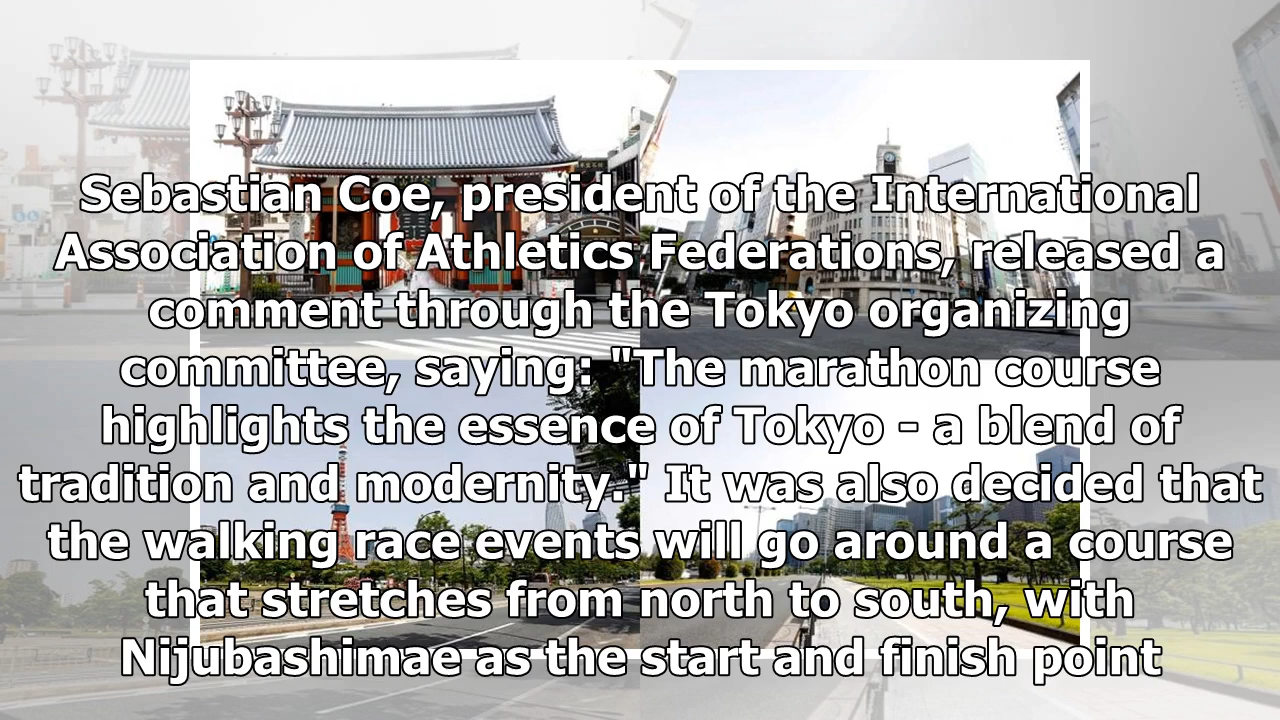 Sebastian Coe, president of the International
Association of Athletics Federations, released a
comment through the Tokyo organizing
committee, saying: "The marathon course
highlights the essence of Tokyo - a blend of
tradition and modernity." It was also decided that
the walking race events will go around a course
that stretches from north to south, with
Nijubashimae as the start and finish point